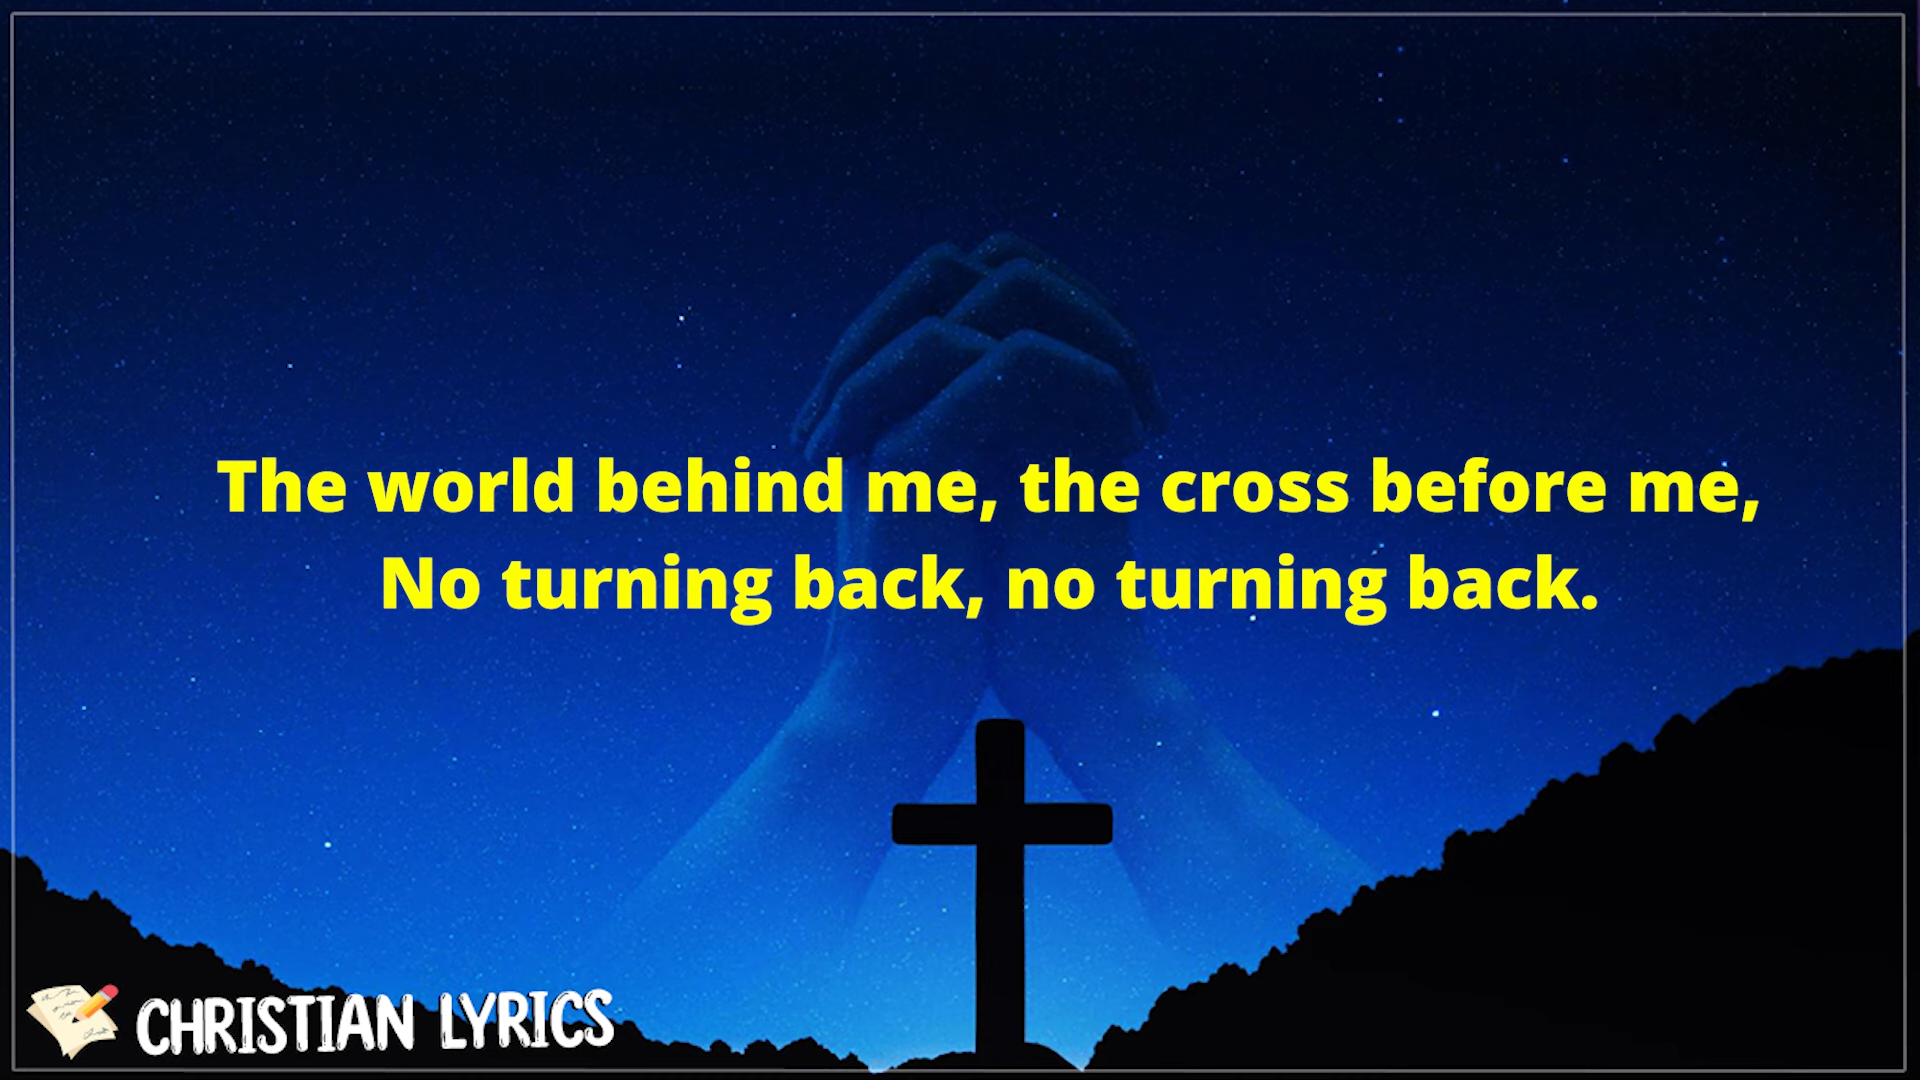 The world behind me, the cross before me,
No turning back, no turning back.
CHRISTIAN LYRICS